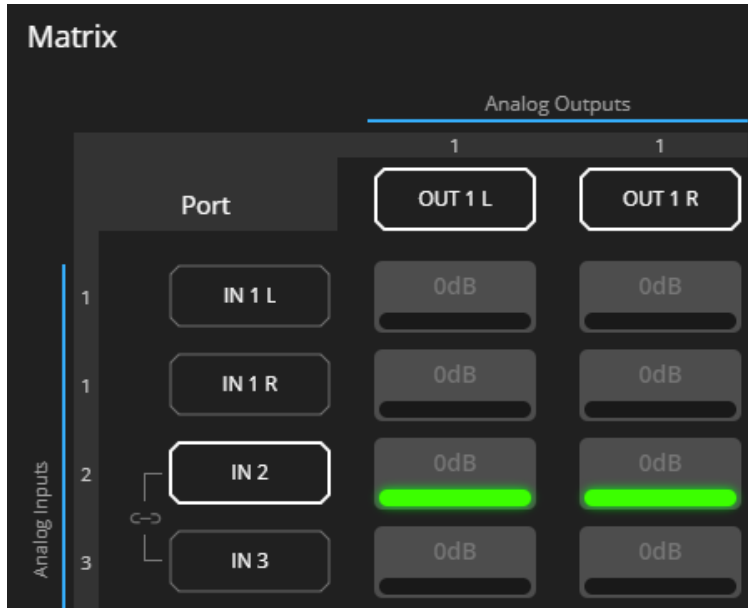 Matrix
Analog Outputs
1 1
Port OUT 1 L OUT 1 R
1 IN 1 L 0dB 0dB
1 IN 1 R 0dB 0dB
2 IN 2 0dB 0dB
3 IN 3 0dB 0dB
Analog Inputs